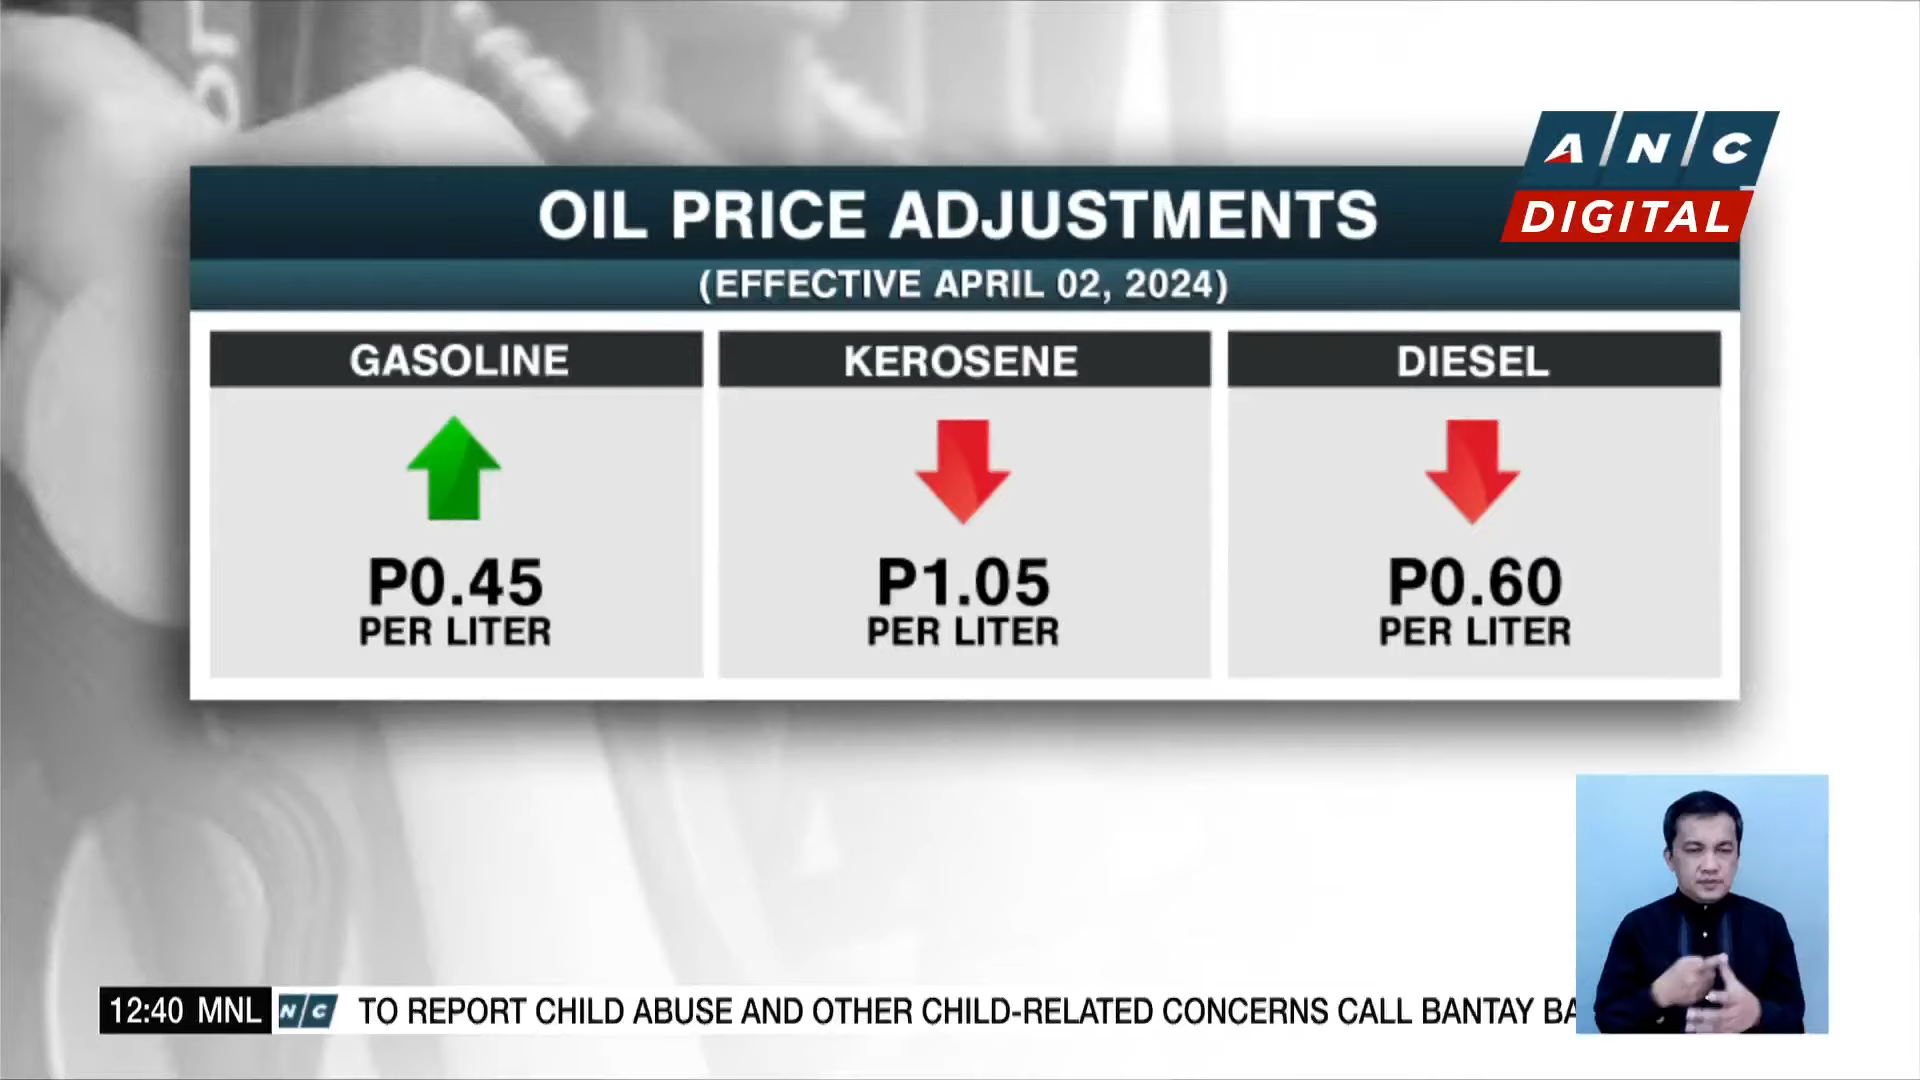 ANC
DIGITAL
OIL PRICE ADJUSTMENTS
(EFFECTIVE APRIL 02, 2024)
GASOLINE
P0.45
PER LITER
KEROSENE
P1.05
PER LITER
DIESEL
P0.60
PER LITER
12:40 MNL NC TO REPORT CHILD ABUSE AND OTHER CHILD-RELATED CONCERNS CALL BANTAY BA